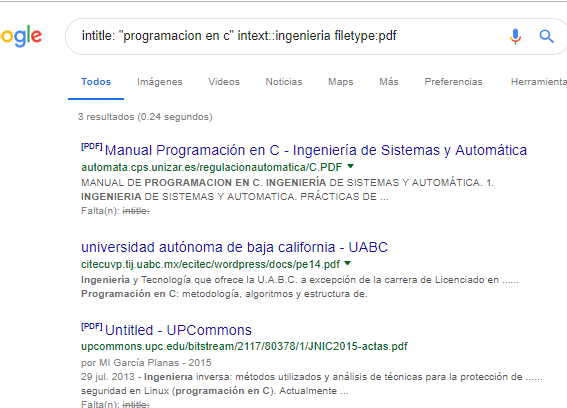 ogle
intitle: "programacion en c" intext::ingenieria filetype:pdf
Todos Imágenes Videos Noticias Maps Más Preferencias Herramienta
3 resultados (0.24 segundos)
[PDF] Manual Programación en C - Ingeniería de Sistemas y Automática
automata.cps.unizar.es/regulacionautomatica/C.PDF
MANUAL DE PROGRAMACION EN C. INGENIERÍA DE SISTEMAS Y AUTOMÁTICA. 1.
INGENIERIA DE SISTEMAS Y AUTOMATICA. PRÁCTICAS DE ...
Falta(n): intitle:
universidad autónoma de baja california - UABC
citecuvp.tij.uabc.mx/ecitec/wordpress/docs/pe14.pdf
Ingeniería y Tecnología que ofrece la U.A.B.C. a excepción de la carrera de Licenciado en ......
Programación en C: metodología, algoritmos y estructura de.
[PDF] Untitled - UPCommons
upcommons.upc.edu/bitstream/2117/80378/1/JNIC2015-actas.pdf
por MI García Planas - 2015
29 jul. 2013 - Ingenieria inversa: métodos utilizados y análisis de técnicas para la protección de ......
seguridad en Linux (programación en C). Actualmente ...
Falta(n): intitle: